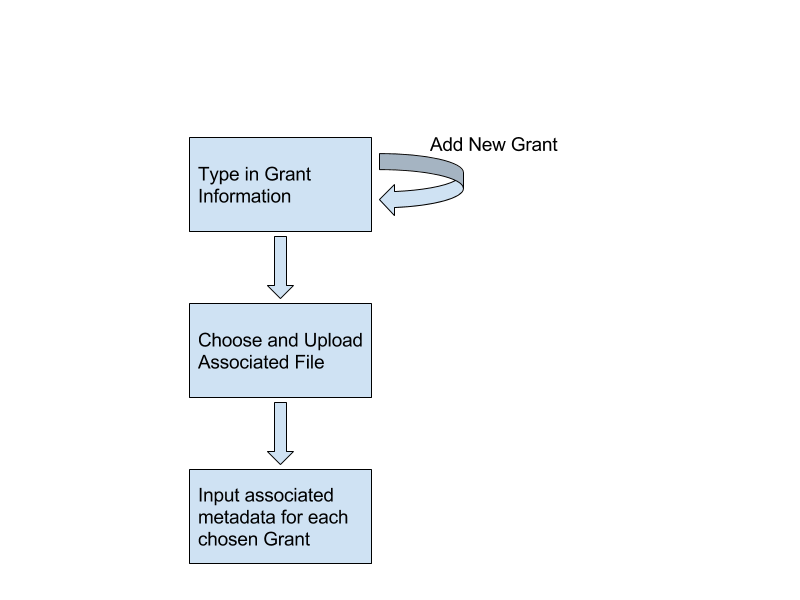 Add New Grant
Type in Grant
Information
Choose and Upload
Associated File
Input associated
metadata for each
chosen Grant